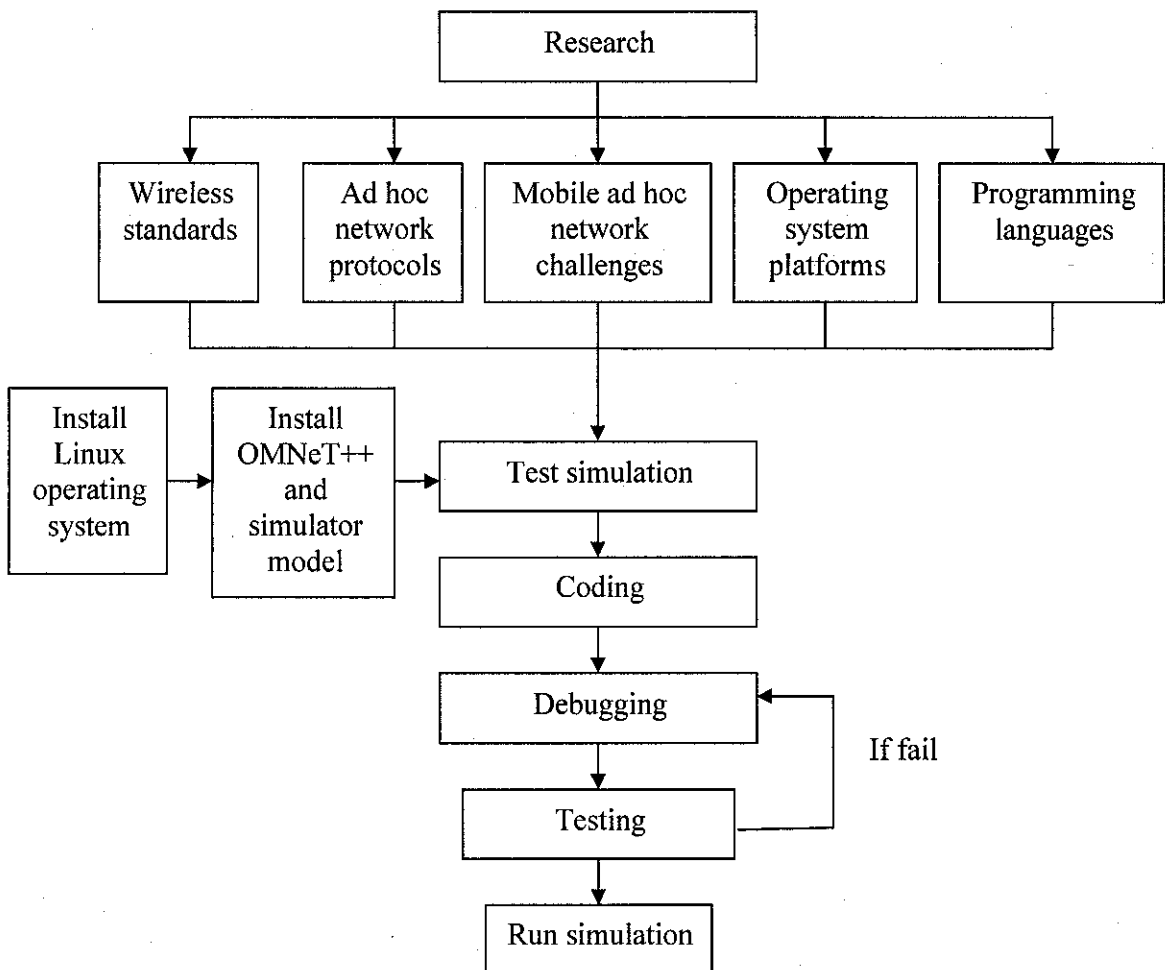 Research
Wireless
standards
Ad hoc
network
protocols
Mobile ad hoc
network
challenges
Operating
system
platforms
Programming
languages
Install
Linux
operating
system
Install
OMNeT++
and
simulator
model
Test simulation
Coding
Debugging
If fail
Testing
Run simulation